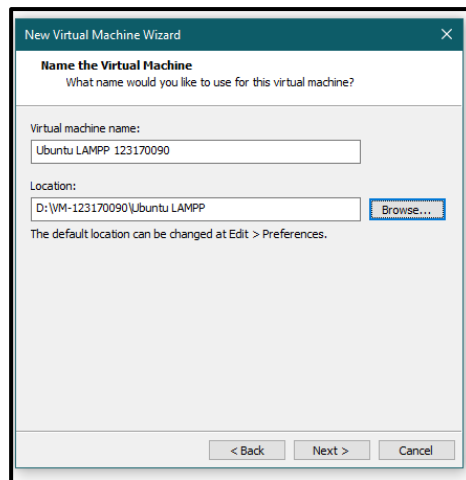 New Virtual Machine Wizard
Name the Virtual Machine
What name would you like to use for this virtual machine?
Virtual machine name:
Ubuntu LAMPP 123170090
Location:
D:\VM-123170090\Ubuntu LAMPP
Browse...
The default location can be changed at Edit > Preferences.
< Back
Next >
Cancel